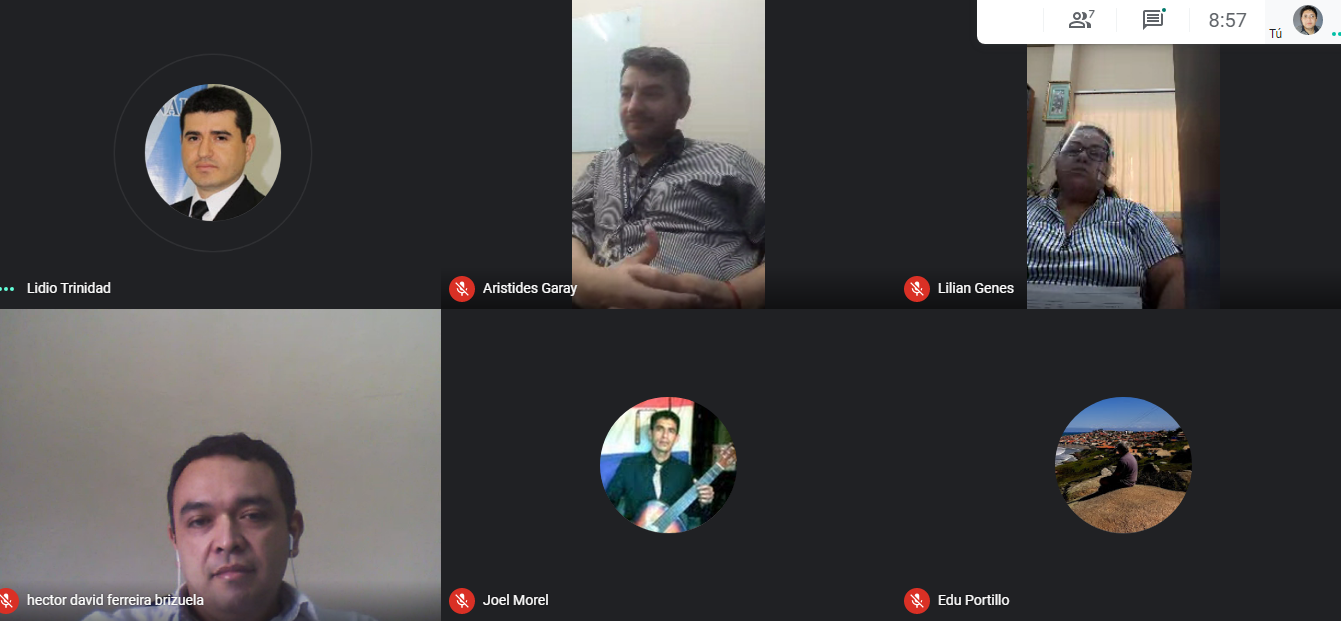 7
8:57
Tú
Lidio Trinidad
Aristides Garay
Lilian Genes
hector david ferreira brizuela
Joel Morel
Edu Portillo